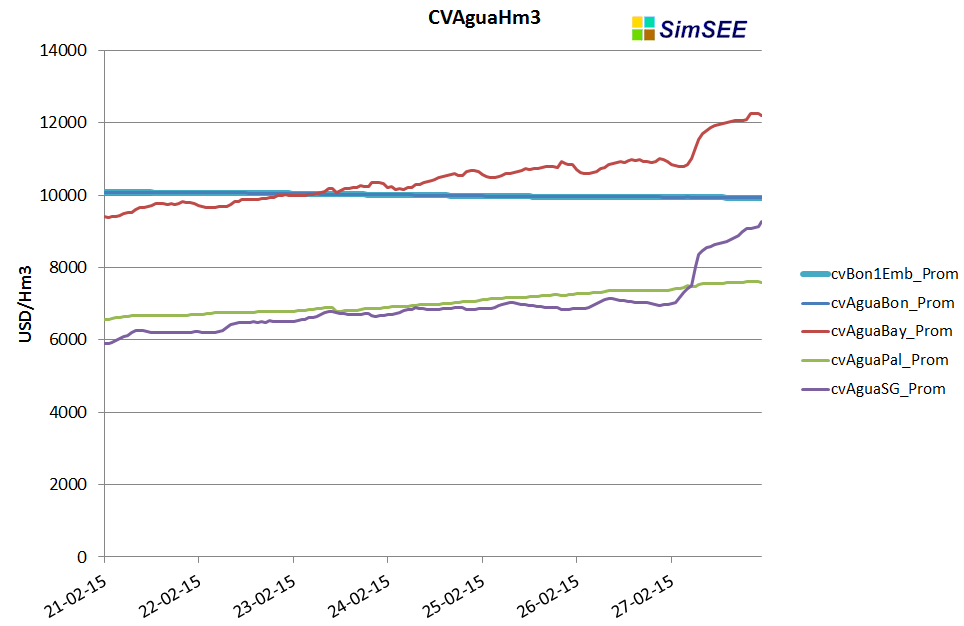 CVAguaHm3
SimSEE
14000
12000
10000
8000
6000
4000
2000
0
USD/Hm3
21-02-15
22-02-15
23-02-15
24-02-15
25-02-15
26-02-15
27-02-15
cvBon1Emb_Prom
cvAguaBon_Prom
cvAguaBay_Prom
cvAguaPal_Prom
cvAguaSG_Prom